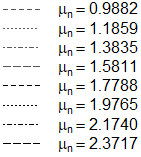 μn = 0.9882
μn = 1.1859
μn = 1.3835
μn = 1.5811
μn = 1.7788
μn = 1.9765
μn = 2.1740
μn = 2.3717